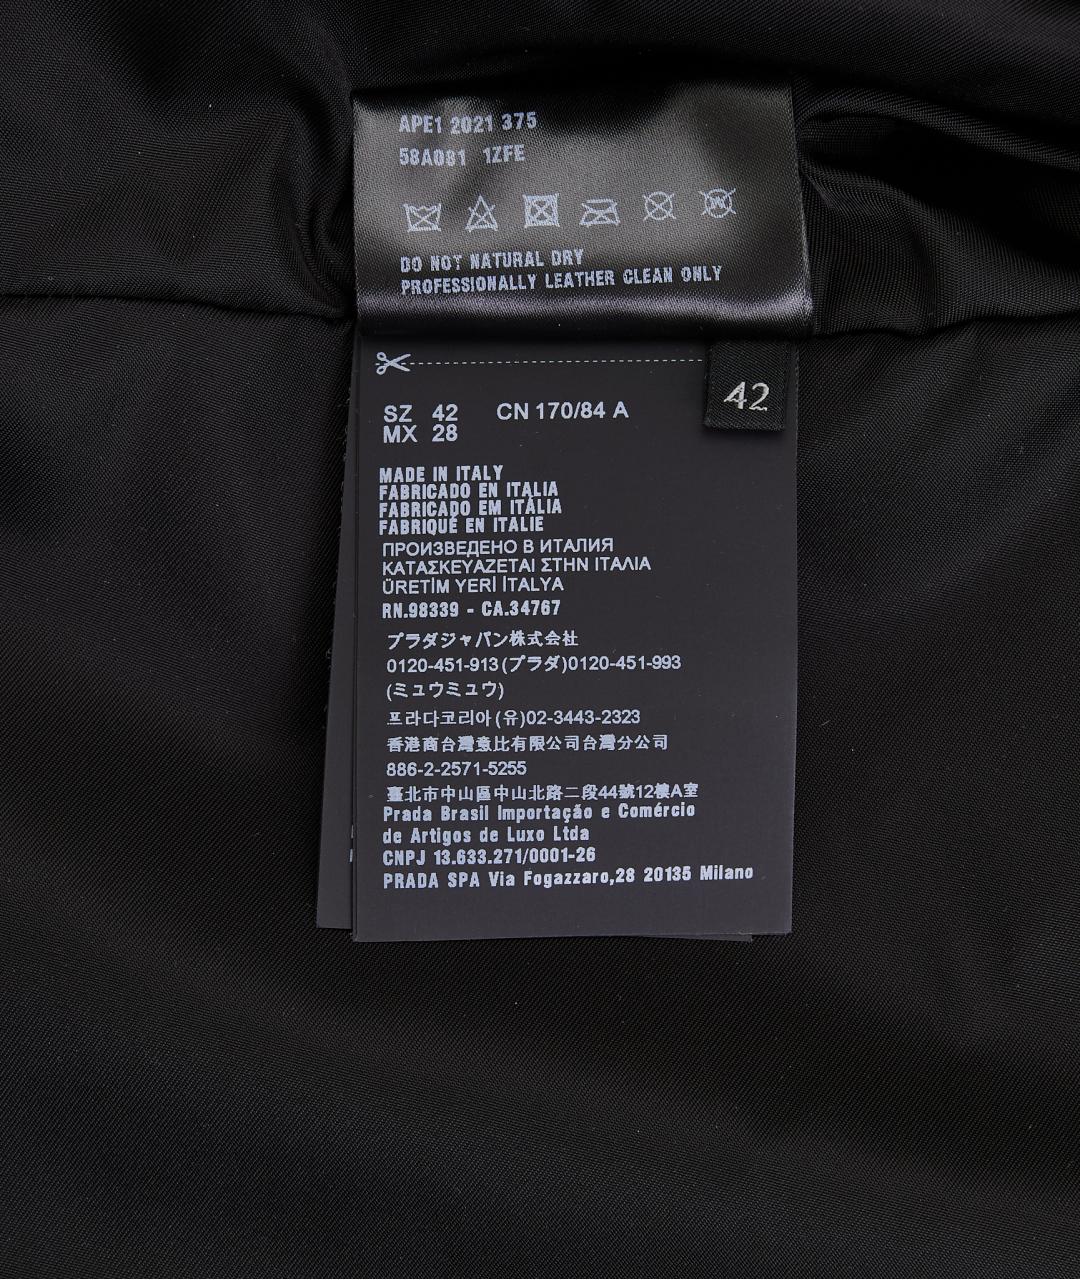 APE1 2021 375
58A081 1ZFE
DO NOT NATURAL DRY
PROFESSIONALLY LEATHER CLEAN ONLY
42
SZ 42 CN 170/84 A
MX 28
MADE IN ITALY
FABRICADO EN ITALIA
FABRICADO EM ITÁLIA
FABRIQUÉ EN ITALIE
ПРОИЗВЕДЕНО В ИТАЛИЯ
ΚΑΤΑΣΚΕΥΑΖΕΤΑΙ ΣΤΗΝ ΙΤΑΛΙΑ
ÜRETİM YERİ İTALYA
RN.98339 - CA.34767
プラダジャパン株式会社
0120-451-913(プラダ)0120-451-993
(ミュウミュウ)
프라다코리아(유)02-3443-2323
香港商台灣意比有限公司台灣分公司
886-2-2571-5255
臺北市中山區中山北路二段44號12樓A室
Prada Brasil Importação e Comércio
de Artigos de Luxo Ltda
CNPJ 13.633.271/0001-26
PRADA SPA Via Fogazzaro,28 20135 Milano